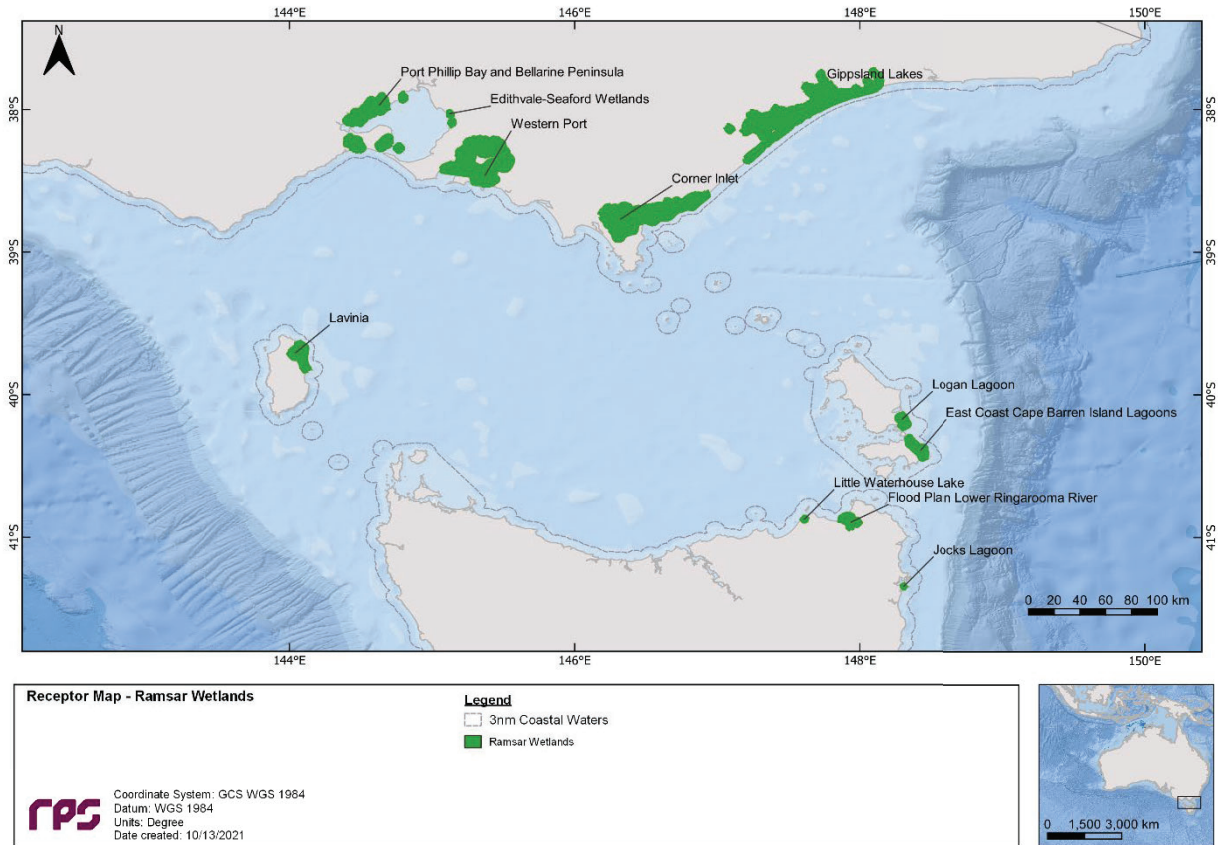 144°E 146°E 148°E 150°E
N
Port Phillip Bay and Bellarine Peninsula
Gippsland Lakes
Edithvale-Seaford Wetlands
38°S 38°S
Western Port
Corner Inlet
39°S 39°S
Lavinia
Logan Lagoon
40°S 40°S
East Coast Cape Barren Island Lagoons
Little Waterhouse Lake
Flood Plan Lower Ringarooma River
41°S 41°S
Jocks Lagoon
0 20 40 60 80 100 km
144°E 146°E 148°E 150°E
Receptor Map - Ramsar Wetlands
Legend
3nm Coastal Waters
Ramsar Wetlands
rps
Coordinate System: GCS WGS 1984
Datum: WGS 1984
Units: Degree
Date created: 10/13/2021
0 1,500 3,000 km